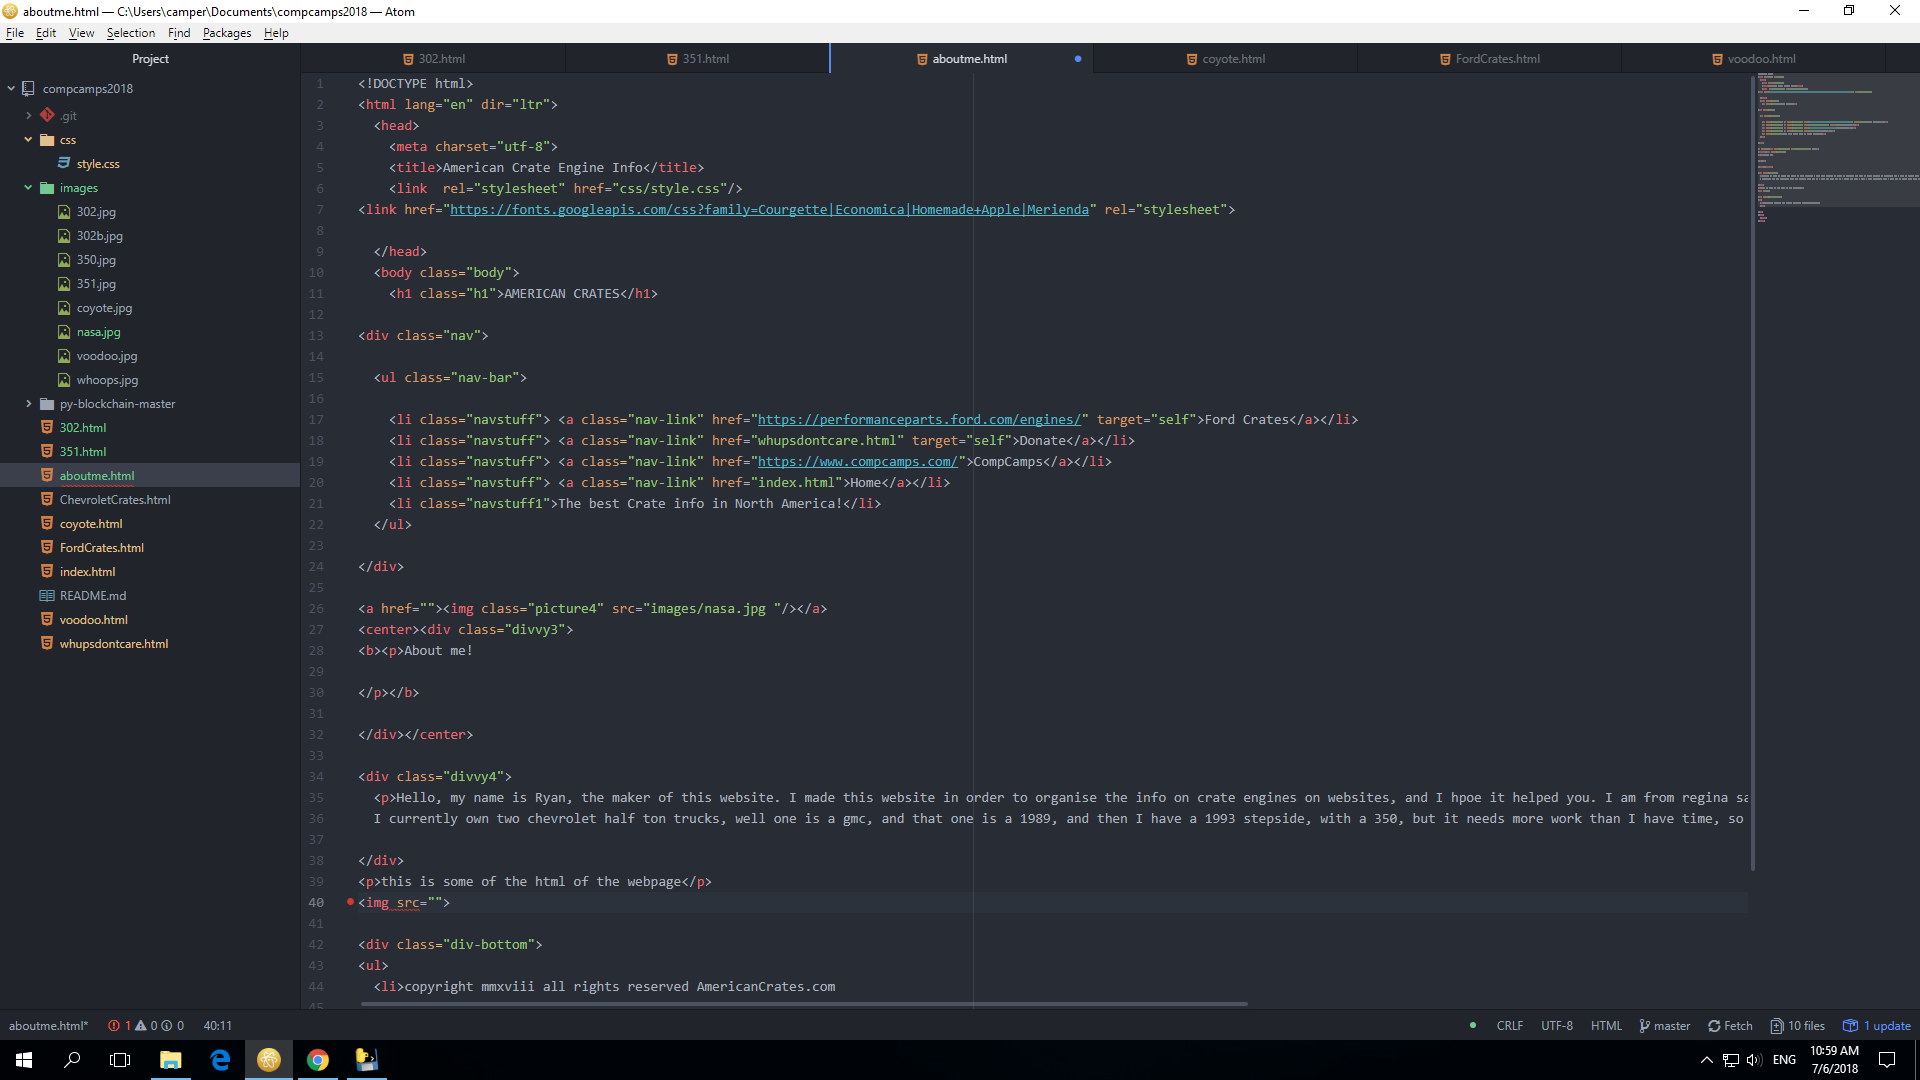 aboutme.html — C:\Users\camper\Documents\compcamps2018 — Atom
File Edit View Selection Find Packages Help
Project
302.html 351.html aboutme.html coyote.html FordCrates.html voodoo.html
compcamps2018
.git
css
style.css
images
302.jpg
302b.jpg
350.jpg
351.jpg
coyote.jpg
nasa.jpg
voodoo.jpg
whoops.jpg
py-blockchain-master
302.html
351.html
aboutme.html
ChevroletCrates.html
coyote.html
FordCrates.html
index.html
README.md
voodoo.html
whupsdontcare.html
1 <!DOCTYPE html>
2 <html lang="en" dir="ltr">
3 <head>
4 <meta charset="utf-8">
5 <title>American Crate Engine Info</title>
6 <link  rel="stylesheet" href="css/style.css"/>
7 <link href="https://fonts.googleapis.com/css?family=Courgette|Economica|Homemade+Apple|Merienda" rel="stylesheet">
8
9 </head>
10 <body class="body">
11 <h1 class="h1">AMERICAN CRATES</h1>
12
13 <div class="nav">
14
15 <ul class="nav-bar">
16
17 <li class="navstuff"> <a class="nav-link" href="https://performanceparts.ford.com/engines/" target="self">Ford Crates</a></li>
18 <li class="navstuff"> <a class="nav-link" href="whupsdontcare.html" target="self">Donate</a></li>
19 <li class="navstuff"> <a class="nav-link" href="https://www.compcamps.com/">CompCamps</a></li>
20 <li class="navstuff"> <a class="nav-link" href="index.html">Home</a></li>
21 <li class="navstuff1">The best Crate info in North America!</li>
22 </ul>
23
24 </div>
25
26 <a href=""><img class="picture4" src="images/nasa.jpg "/></a>
27 <center><div class="divvy3">
28 <b><p>About me!
29
30 </p></b>
31
32 </div></center>
33
34 <div class="divvy4">
35 <p>Hello, my name is Ryan, the maker of this website. I made this website in order to organise the info on crate engines on websites, and I hpoe it helped you. I am from regina sa
36 I currently own two chevrolet half ton trucks, well one is a gmc, and that one is a 1989, and then I have a 1993 stepside, with a 350, but it needs more work than I have time, so
37
38 </div>
39 <p>this is some of the html of the webpage</p>
40 <img src="">
41
42 <div class="div-bottom">
43 <ul>
44 <li>copyright mmxviii all rights reserved AmericanCrates.com
45
aboutme.html* 1 0 0 40:11 CRLF UTF-8 HTML master Fetch 10 files 1 update
ENG 10:59 AM
7/6/2018